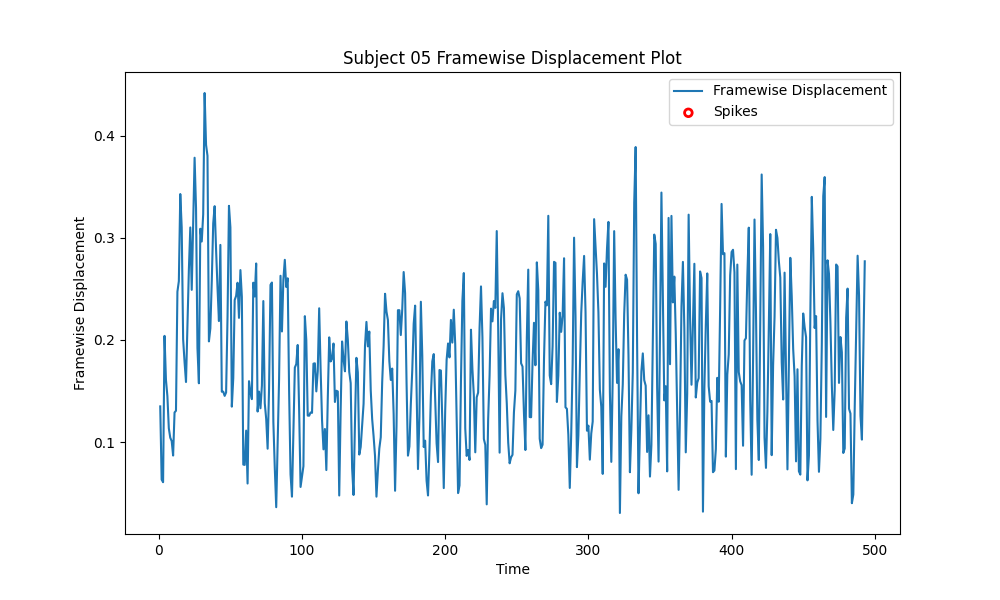 Subject 05 Framewise Displacement Plot
Framewise Displacement
Spikes
0.4
0.3
0.2
0.1
Framewise Displacement
0
100
200
300
400
500
Time